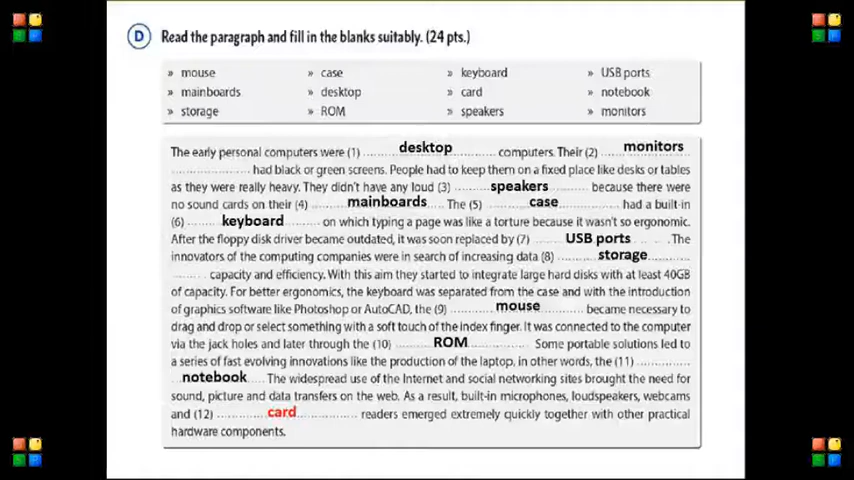 D Read the paragraph and fill in the blanks suitably. (24 pts.)
» mouse » case » keyboard » USB ports
» mainboards » desktop » card » notebook
» storage » ROM » speakers » monitors
The early personal computers were (1) desktop computers. Their (2) monitors
had black or green screens. People had to keep them on a fixed place like desks or tables
as they were really heavy. They didn't have any loud (3) speakers because there were
no sound cards on their (4) mainboards The (5) case had a built-in
(6) keyboard on which typing a page was like a torture because it wasn't so ergonomic.
After the floppy disk driver became outdated, it was soon replaced by (7) USB ports . The
innovators of the computing companies were in search of increasing data (8) storage
capacity and efficiency. With this aim they started to integrate large hard disks with at least 40GB
of capacity. For better ergonomics, the keyboard was separated from the case and with the introduction
of graphics software like Photoshop or AutoCAD, the (9) mouse became necessary to
drag and drop or select something with a soft touch of the index finger. It was connected to the computer
via the jack holes and later through the (10) ROM Some portable solutions led to
a series of fast evolving innovations like the production of the laptop, in other words, the (11)
notebook The widespread use of the Internet and social networking sites brought the need for
sound, picture and data transfers on the web. As a result, built-in microphones, loudspeakers, webcams
and (12) card readers emerged extremely quickly together with other practical
hardware components.